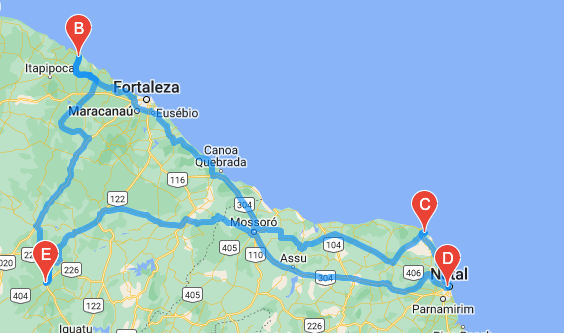 B
Itapipoca
Fortaleza
Maracanaú
Eusébio
Canoa
Quebrada
116
122
304
C
Mossoró
E
405
104
D
226
110
Assu
406
Natal
020
304
404
122
405
Parnamirim
226
Iguatu